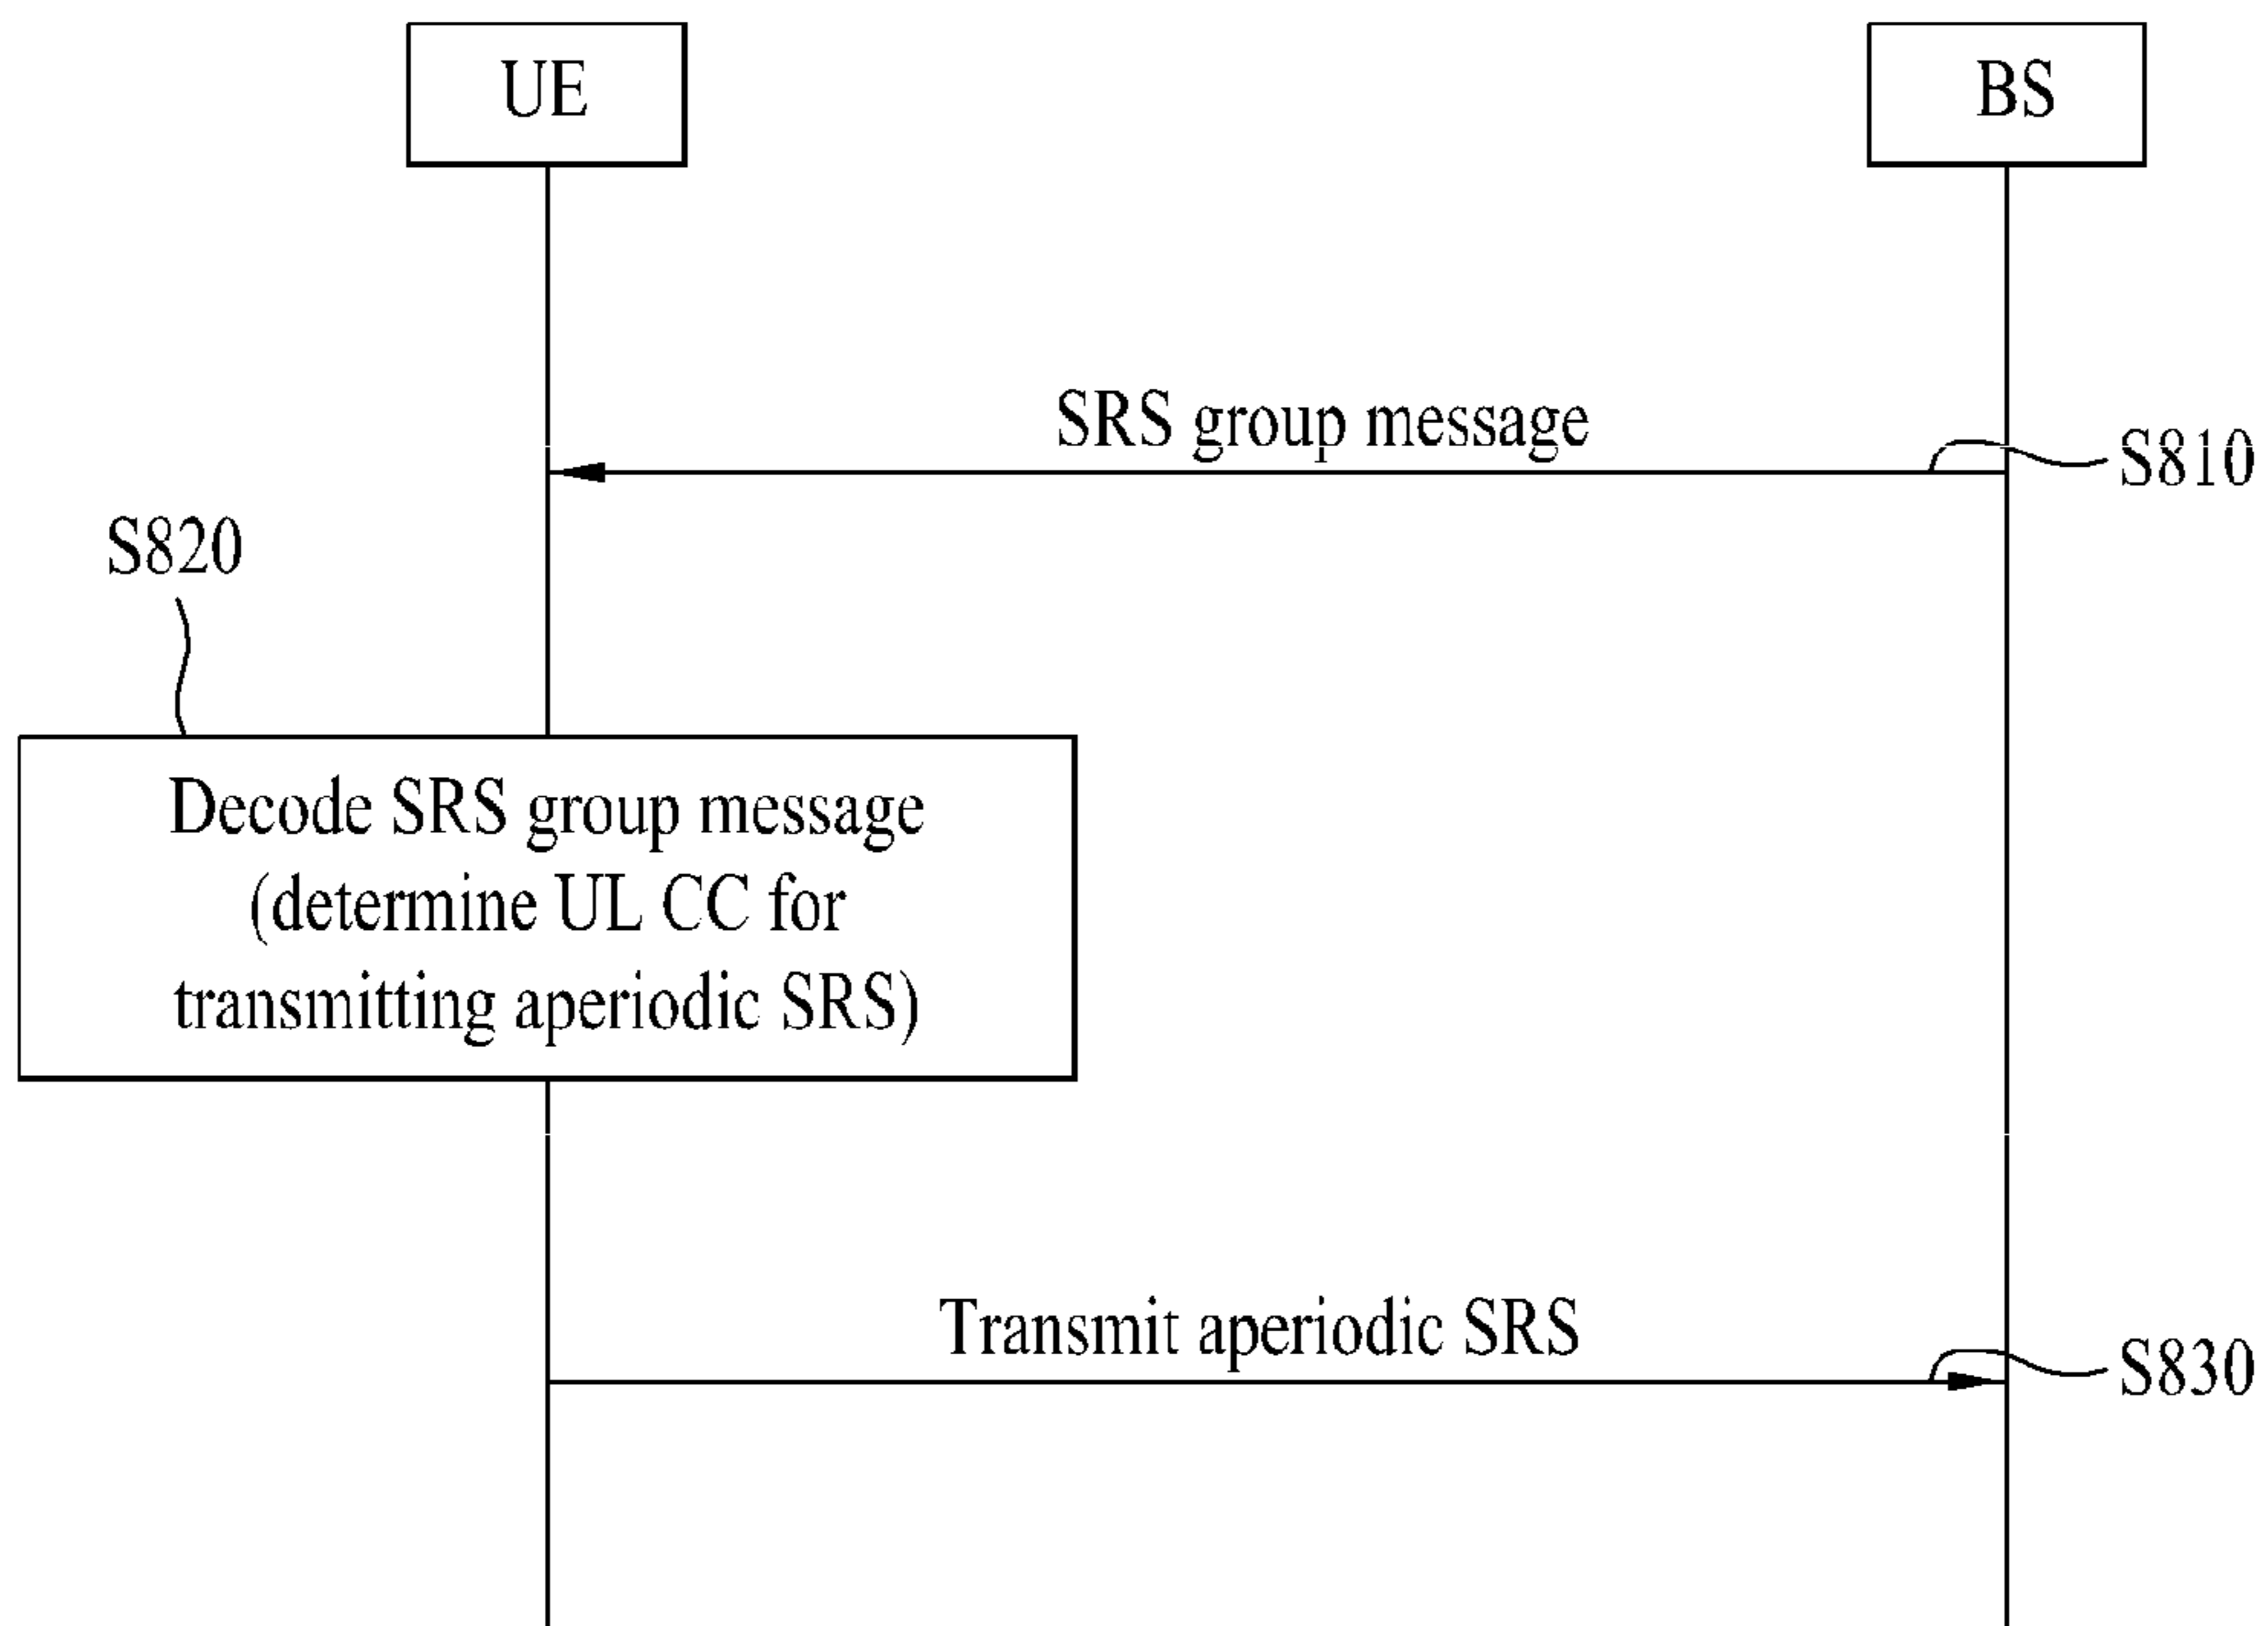 UE
BS
SRS group message
S810
S820
Decode SRS group message
(determine UL CC for
transmitting aperiodic SRS)
Transmit aperiodic SRS
S830